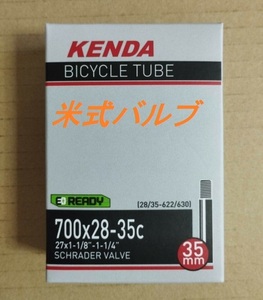 KENDA
BICYCLE TUBE
米式バルブ
[28/35-622/630]
E READY
700x28-35c
27x1-1/8"-1-1/4"
SCHRADER VALVE
35
mm